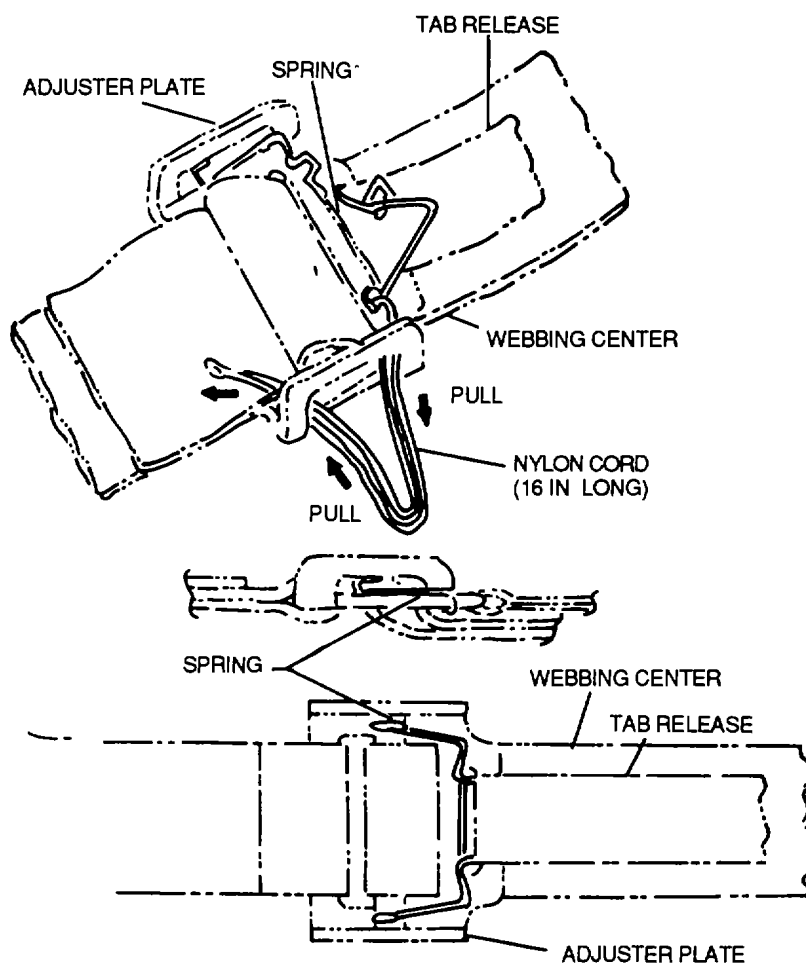 TAB RELEASE
SPRING
ADJUSTER PLATE
WEBBING CENTER
PULL
NYLON CORD
(16 IN LONG)
PULL
SPRING
WEBBING CENTER
TAB RELEASE
ADJUSTER PLATE